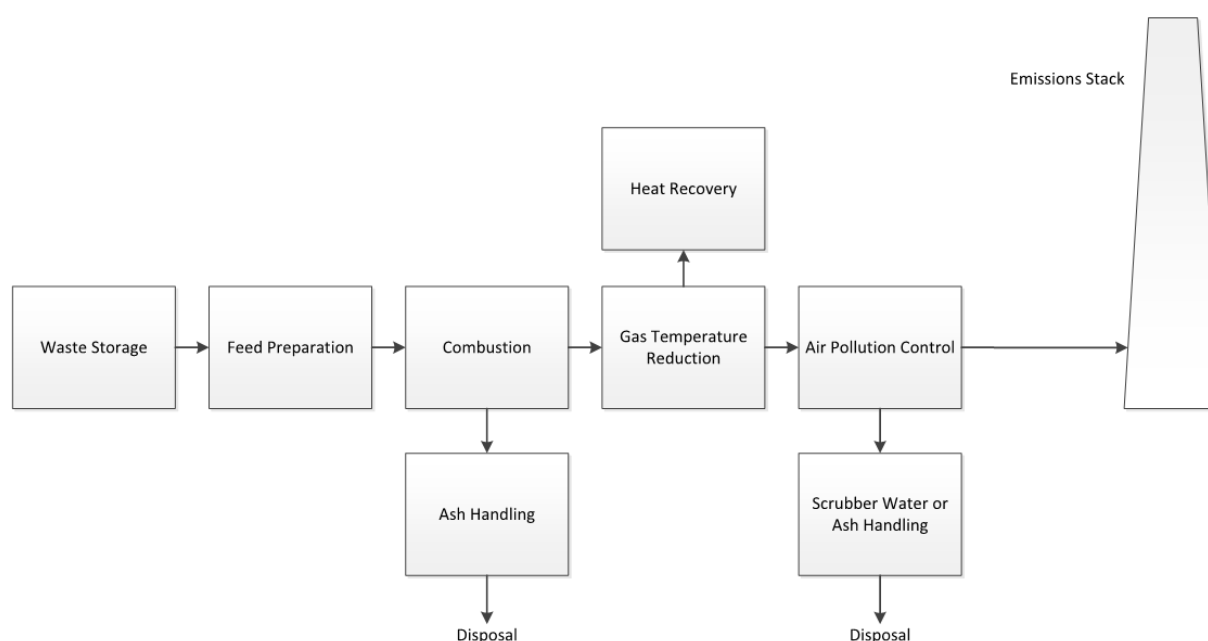 Emissions Stack
Heat Recovery
Waste Storage
Feed Preparation
Combustion
Gas Temperature
Reduction
Air Pollution Control
Ash Handling
Scrubber Water or
Ash Handling
Disposal
Disposal